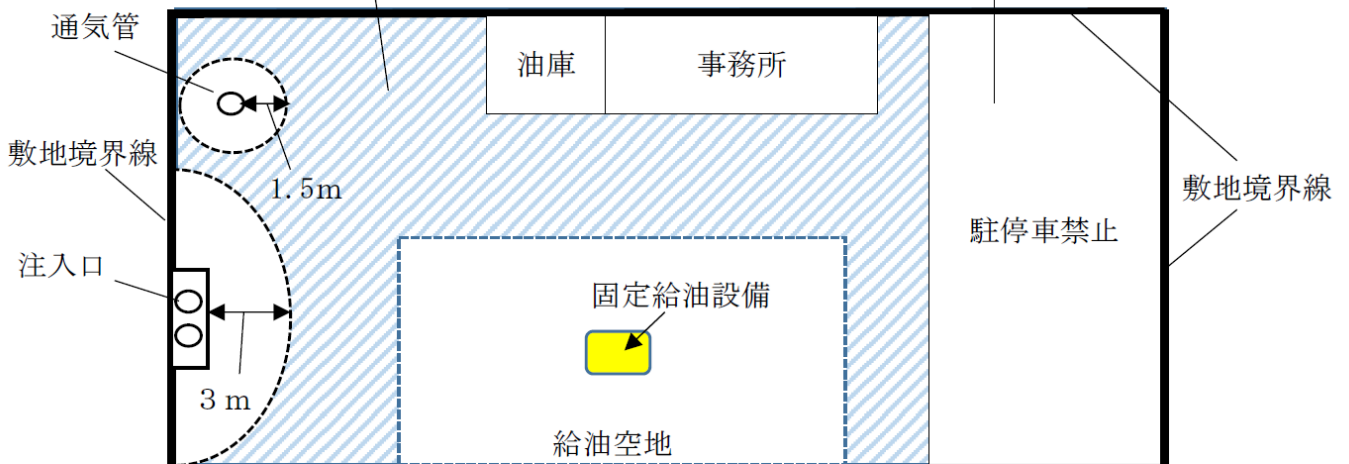 通気管
油庫
事務所
敷地境界線
1.5m
敷地境界線
駐停車禁止
注入口
固定給油設備
3m
給油空地